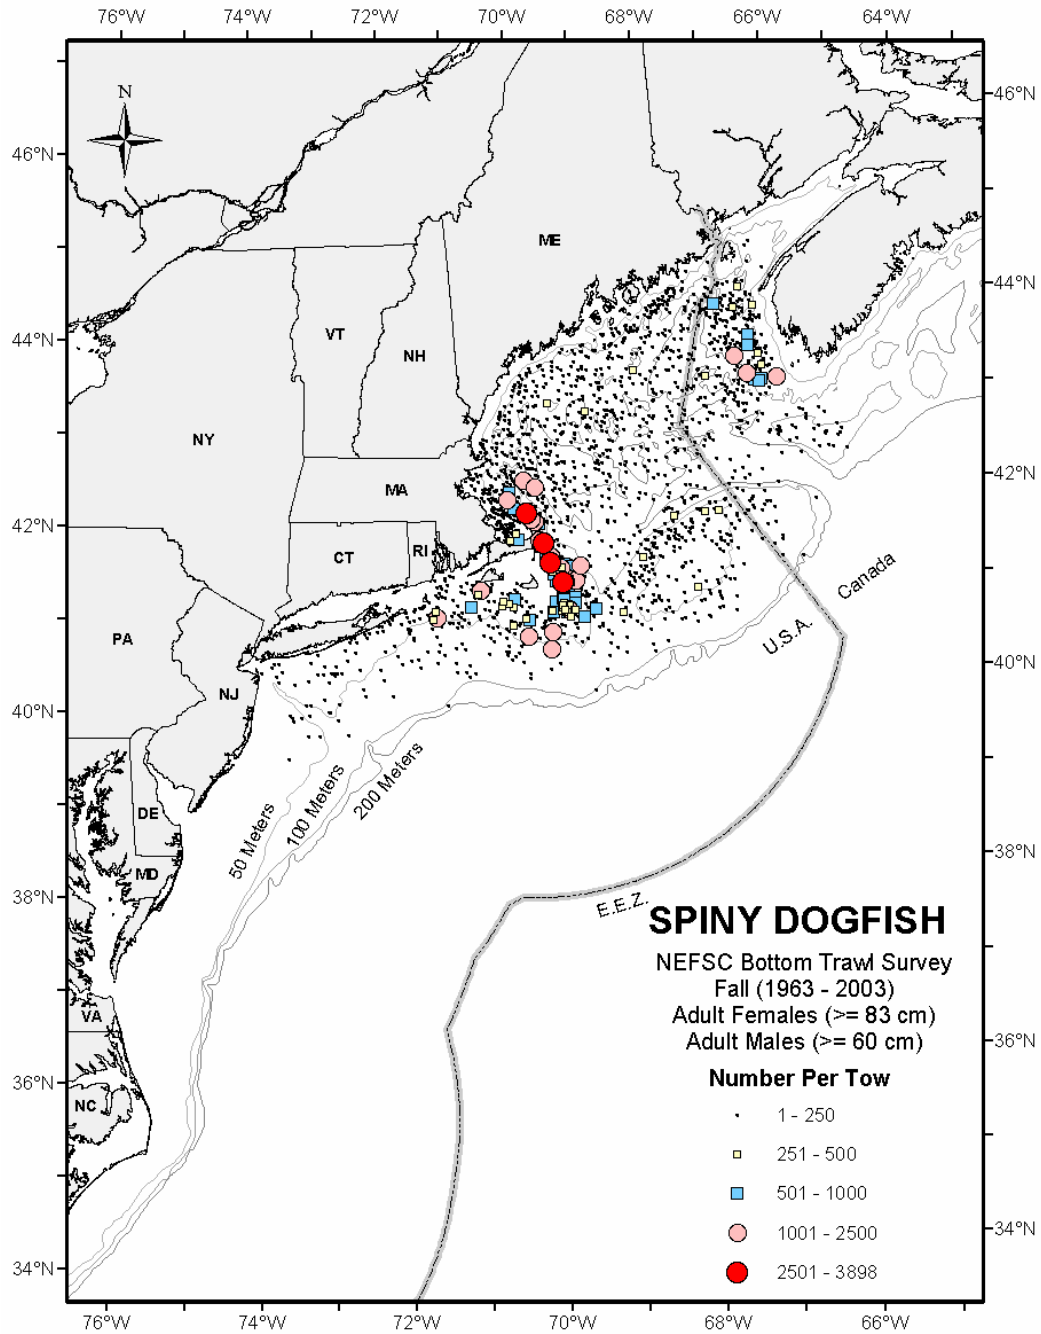 76°W 74°W 72°W 70°W 68°W 66°W
N
46°N
46°N
ME
44°N
VT
44°N
NH
NY
42°N
MA
42°N
CT
RI
Canada
PA
U.S.A.
40°N
NJ
40°N
50 Meters
100 Meters
200 Meters
DE
38°N
MD
38°N
E.E.Z.
SPINY DOGFISH
NEFSC Bottom Trawl Survey
Fall (1963 - 2003)
Adult Females (>= 83 cm)
Adult Males (>= 60 cm)
VA
36°N
36°N
NC
Number Per Tow
1 - 250
251 - 500
501 - 1000
1001 - 2500
2501 - 3898
34°N
34°N
76°W 74°W 72°W 70°W 68°W 66°W